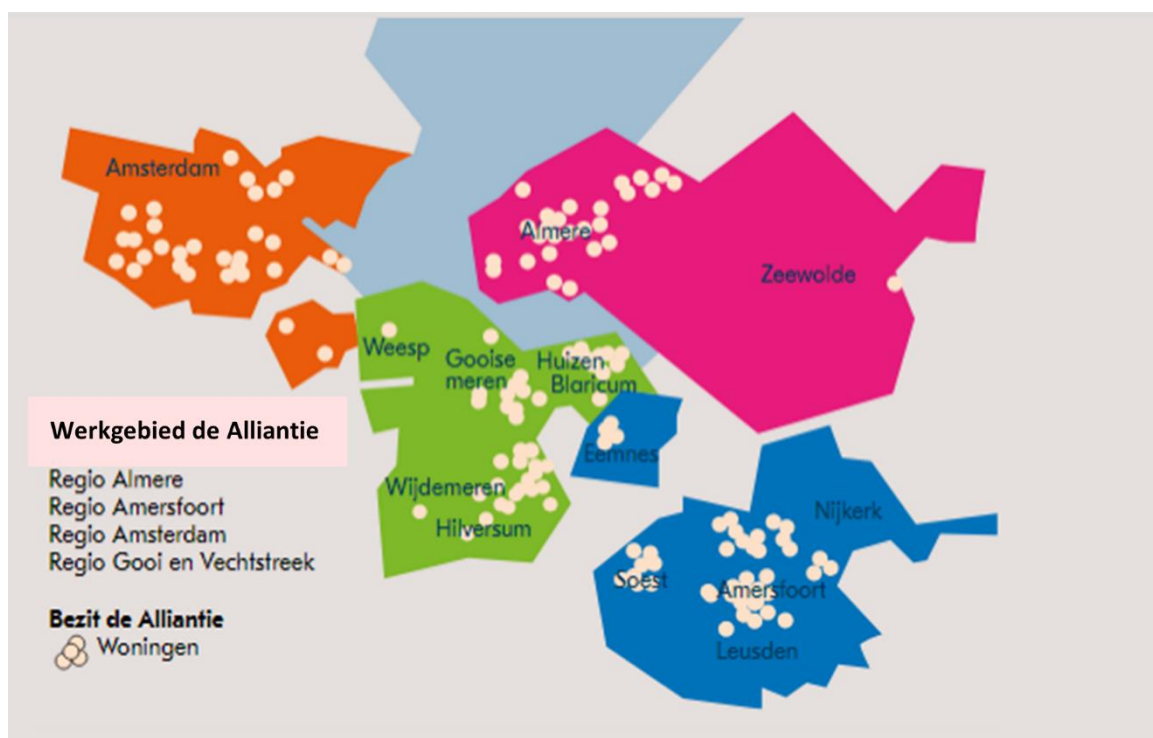 Amsterdam
Almere
Zeewolde
Weesp
Gooise
meren
Huizen
Blaricum
Werkgebied de Alliantie
Eemnes
Regio Almere
Regio Amersfoort
Regio Amsterdam
Regio Gooi en Vechtstreek
Wijdemeren
Hilversum
Nijkerk
Soest
Amersfoort
Leusden
Bezit de Alliantie
Woningen